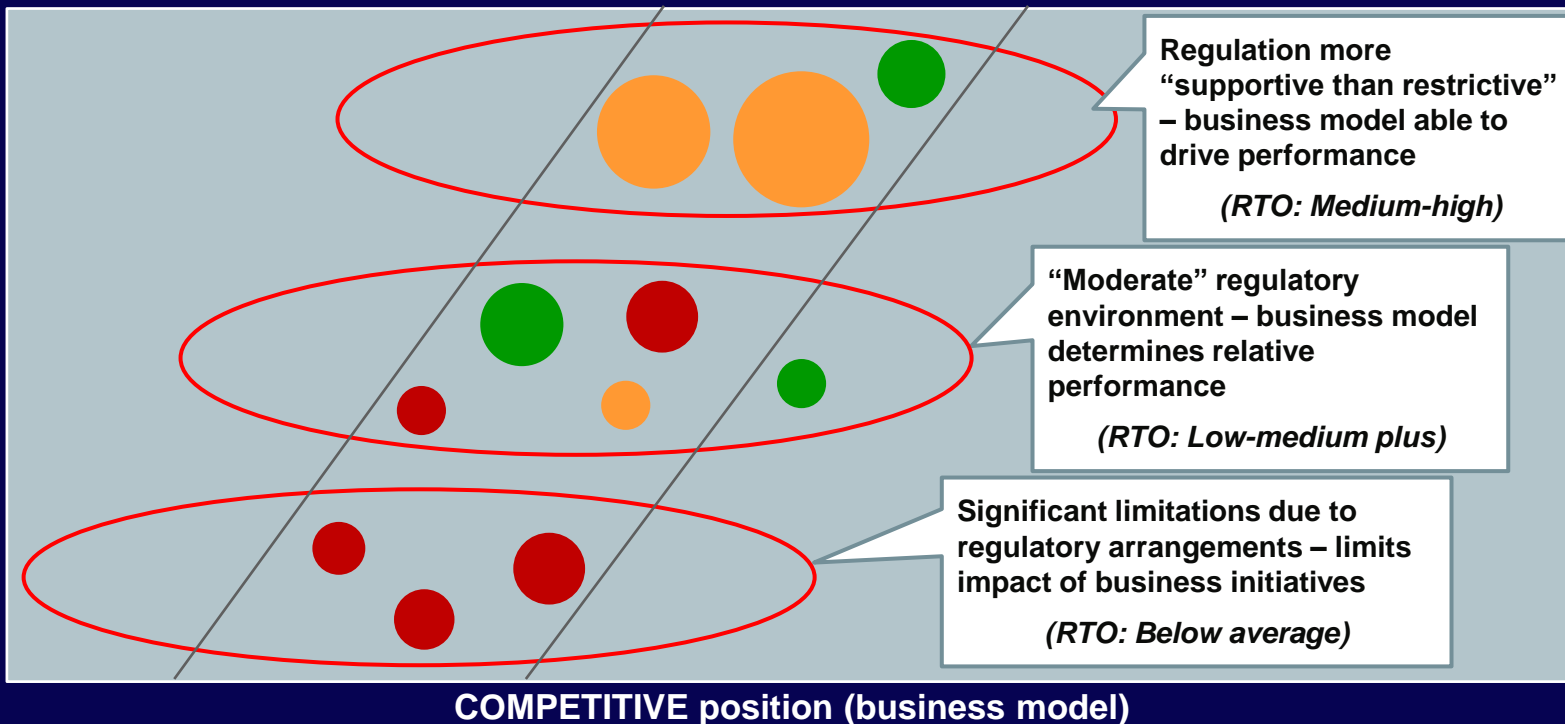 Regulation more
“supportive than restrictive”
– business model able to
drive performance
(RTO: Medium-high)
“Moderate” regulatory
environment – business model
determines relative
performance
(RTO: Low-medium plus)
Significant limitations due to
regulatory arrangements – limits
impact of business initiatives
(RTO: Below average)
COMPETITIVE position (business model)